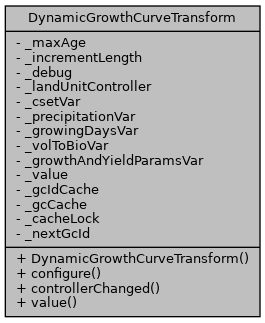 DynamicGrowthCurveTransform
- _maxAge
- _incrementLength
- _debug
- _landUnitController
- _csetVar
- _precipitationVar
- _growingDaysVar
- _volToBioVar
- _growthAndYieldParamsVar
- _value
- _gcIdCache
- _gcCache
- _cacheLock
- _nextGcId
+ DynamicGrowthCurveTransform()
+ configure()
+ controllerChanged()
+ value()